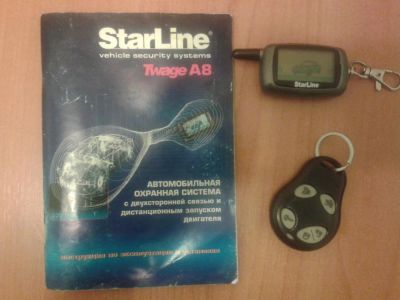 StarLine®
vehicle security systems
Twage A8
АВТОМОБИЛЬНАЯ
ОХРАННАЯ СИСТЕМА
С ДВУХСТОРОННЕЙ СВЯЗЬЮ И
ДИСТАНЦИОННЫМ ЗАПУСКОМ
ДВИГАТЕЛЯ
StarLine